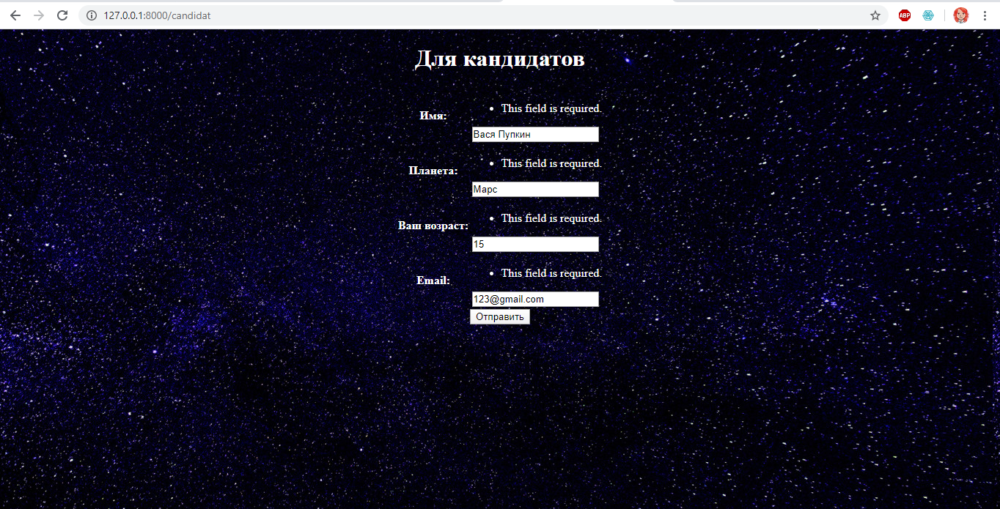 127.0.0.1:8000/candidat
ABP
Для кандидатов
• This field is required.
Имя:
Вася Пупкин
• This field is required.
Планета:
Марс
• This field is required.
Ваш возраст:
15
• This field is required.
Email:
123@gmail.com
Отправить